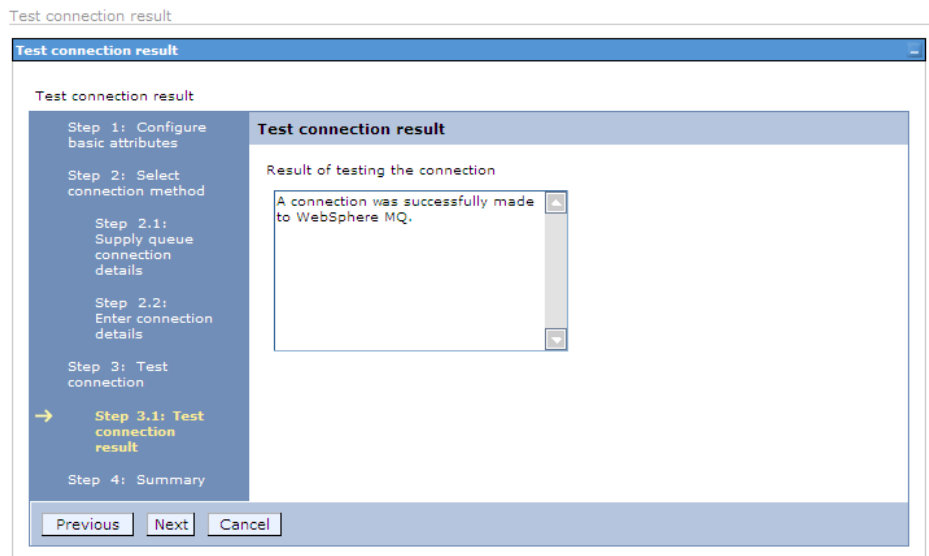 Test connection result
Test connection result
Test connection result
Step 1: Configure
basic attributes
Step 2: Select
connection method
Step 2.1:
Supply queue
connection
details
Step 2.2:
Enter connection
details
Step 3: Test
connection
Step 3.1: Test
connection
result
Step 4: Summary
Test connection result
Result of testing the connection
A connection was successfully made
to WebSphere MQ.
Previous Next Cancel